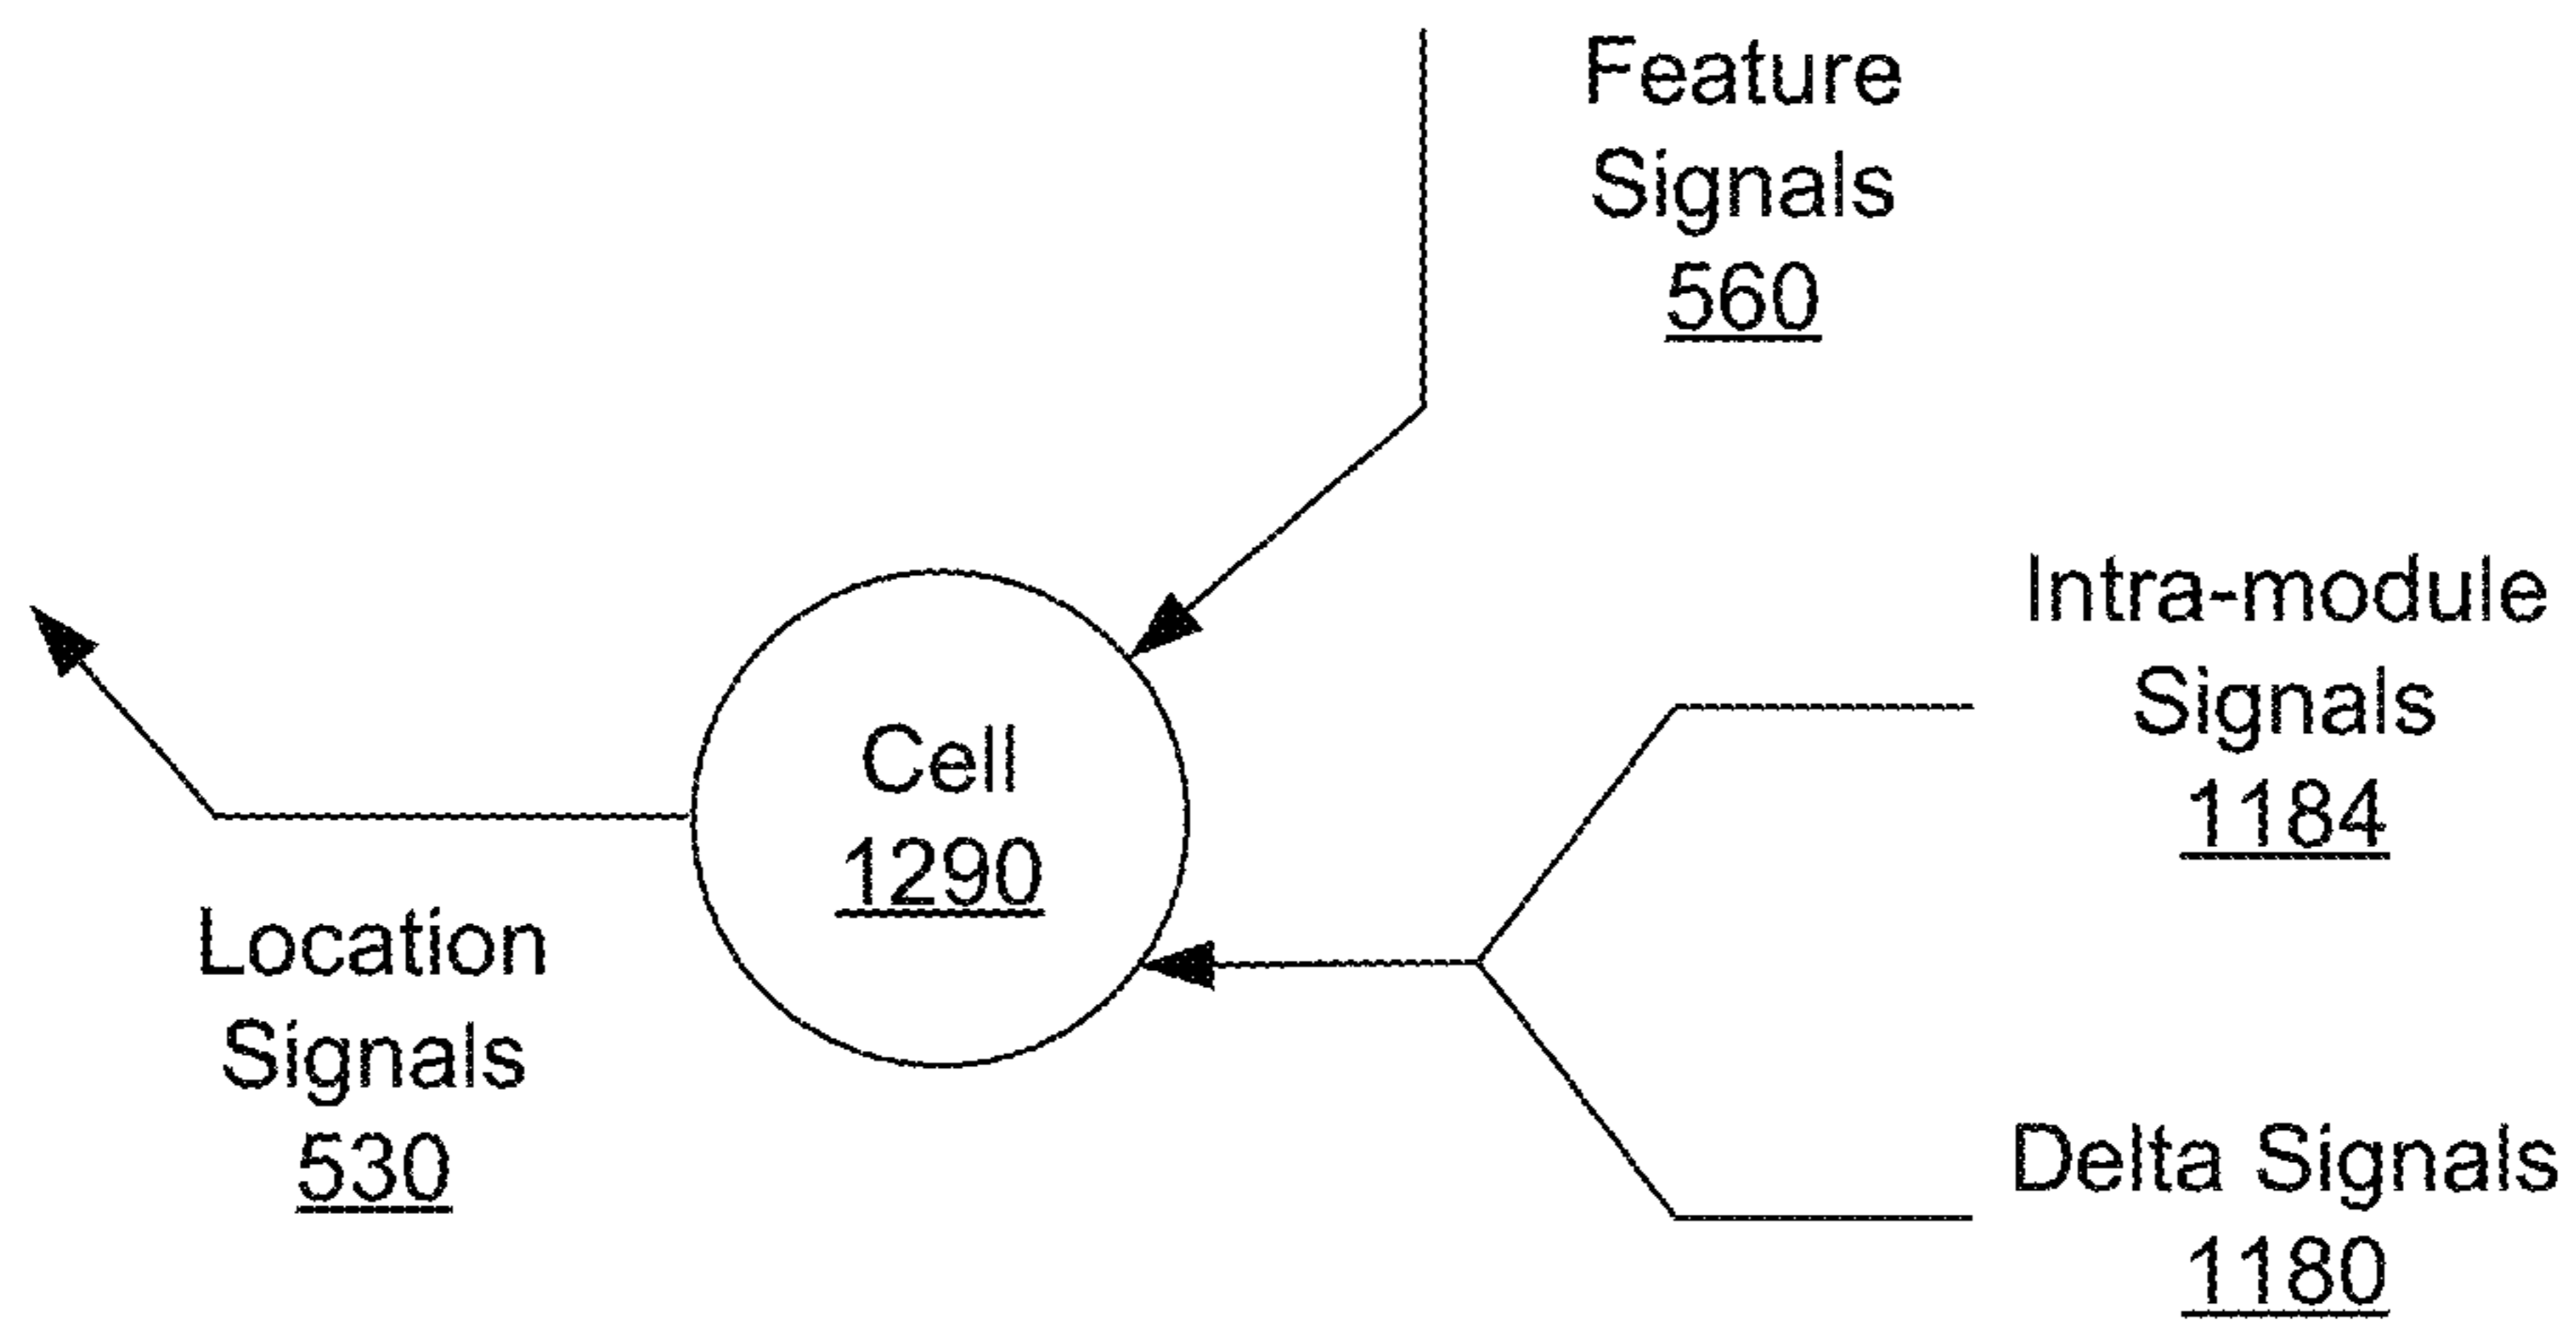 Feature
Signals
560
Intra-module
Signals
1184
Cell
1290
Location
Signals
530
Delta Signals
1180